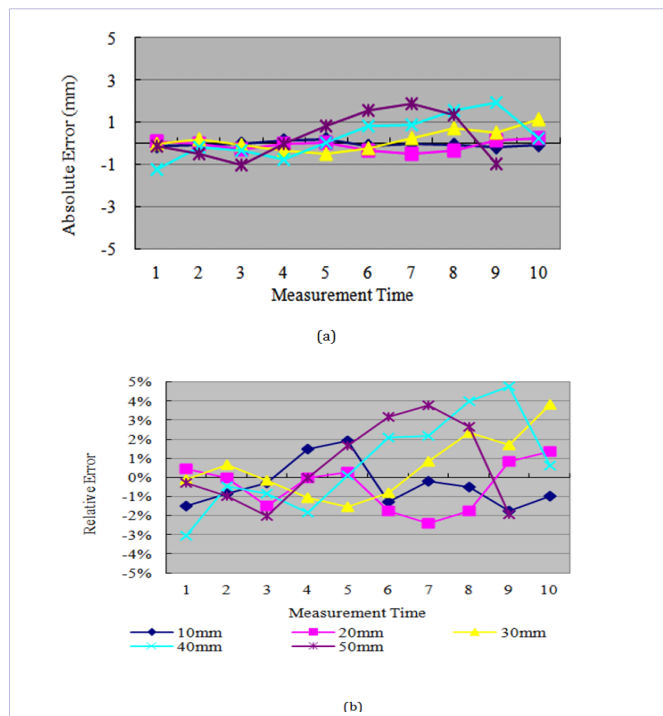 5
3
1
-1
-3
-5
Absolute Error (mm)
1 2 3 4 5 6 7 8 9 10
Measurement Time
(a)
5%
4%
3%
2%
1%
0%
-1%
-2%
-3%
-4%
-5%
Relative Error
1 2 3 4 5 6 7 8 9 10
Measurement Time
10mm 20mm 30mm
40mm 50mm
(b)